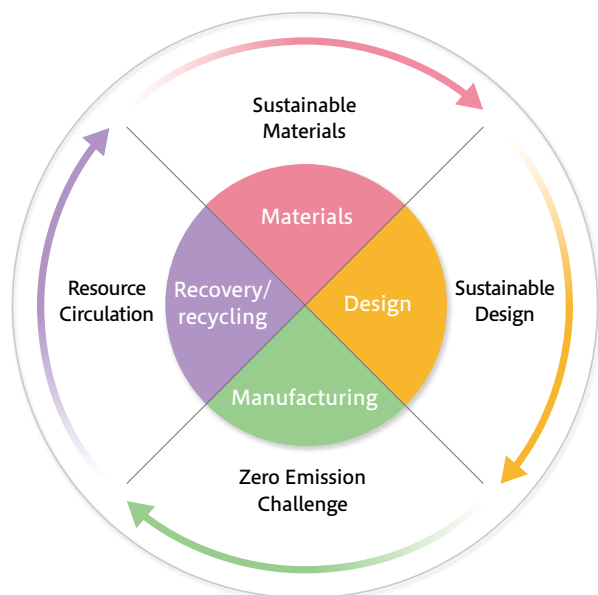 Sustainable
Materials
Materials
Resource
Circulation
Recovery/
recycling
Design
Sustainable
Design
Manufacturing
Zero Emission
Challenge